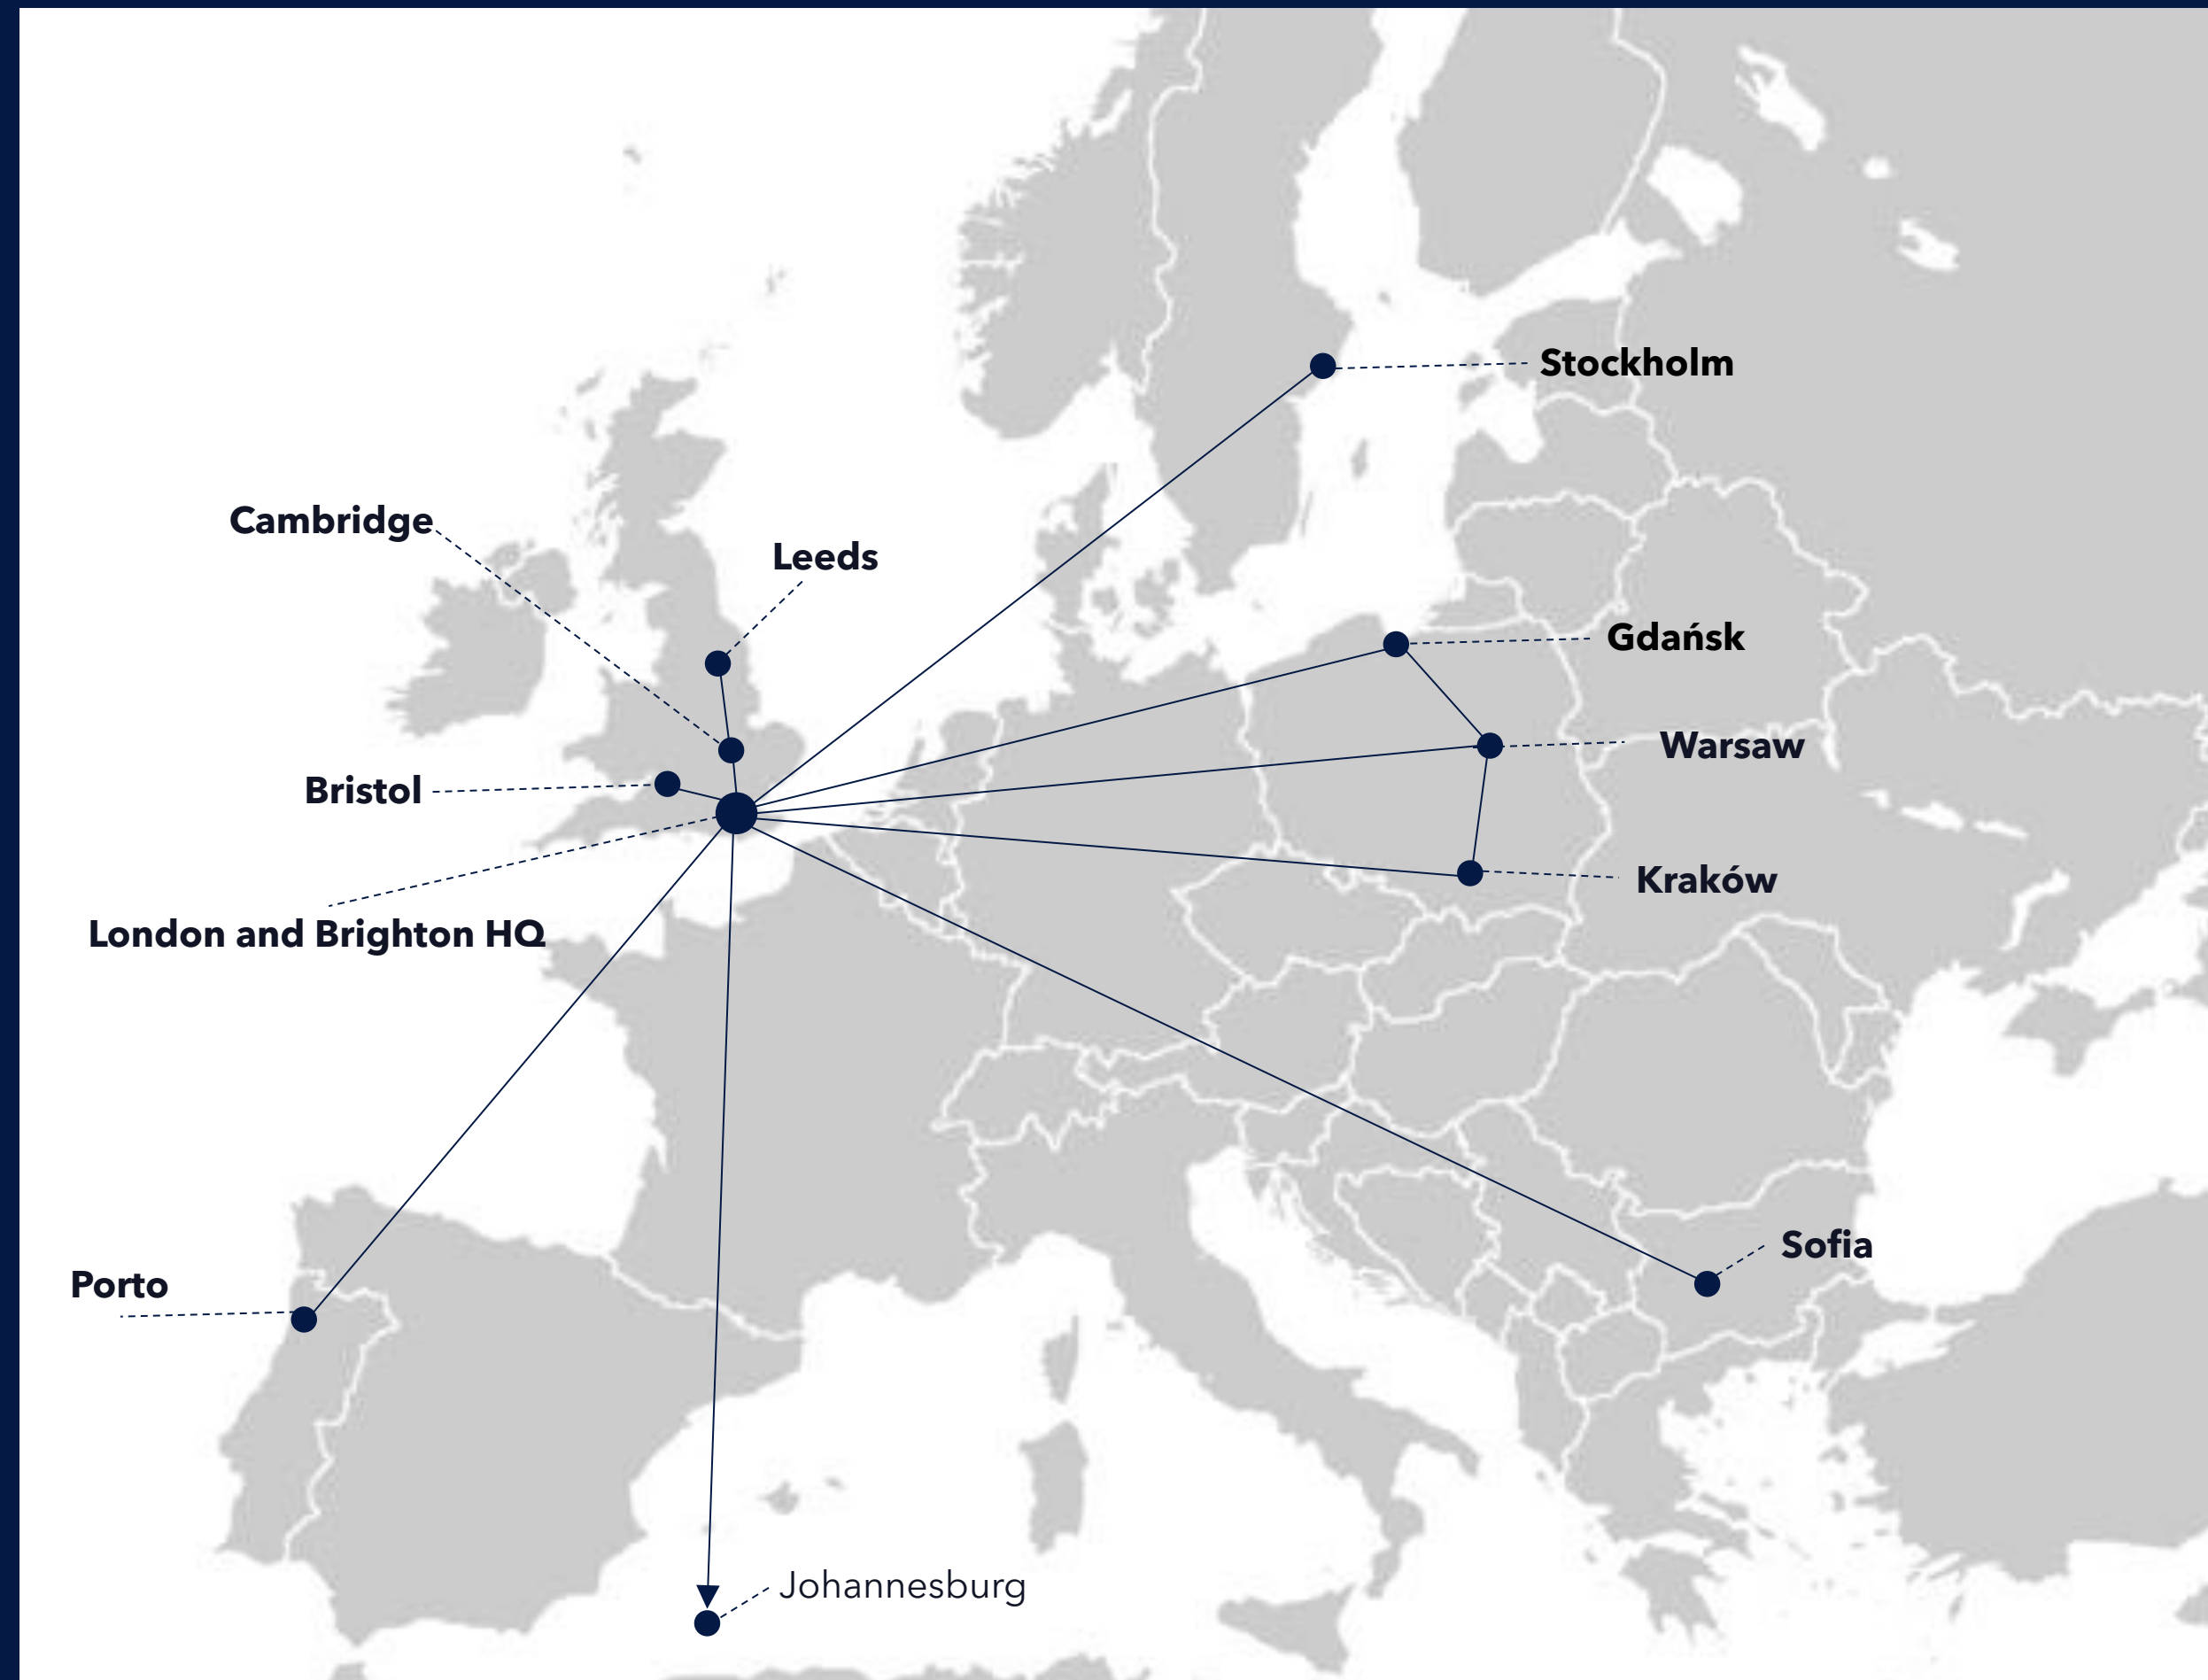 Stockholm
Cambridge
Leeds
Gdańsk
Warsaw
Bristol
Kraków
London and Brighton HQ
Sofia
Porto
Johannesburg